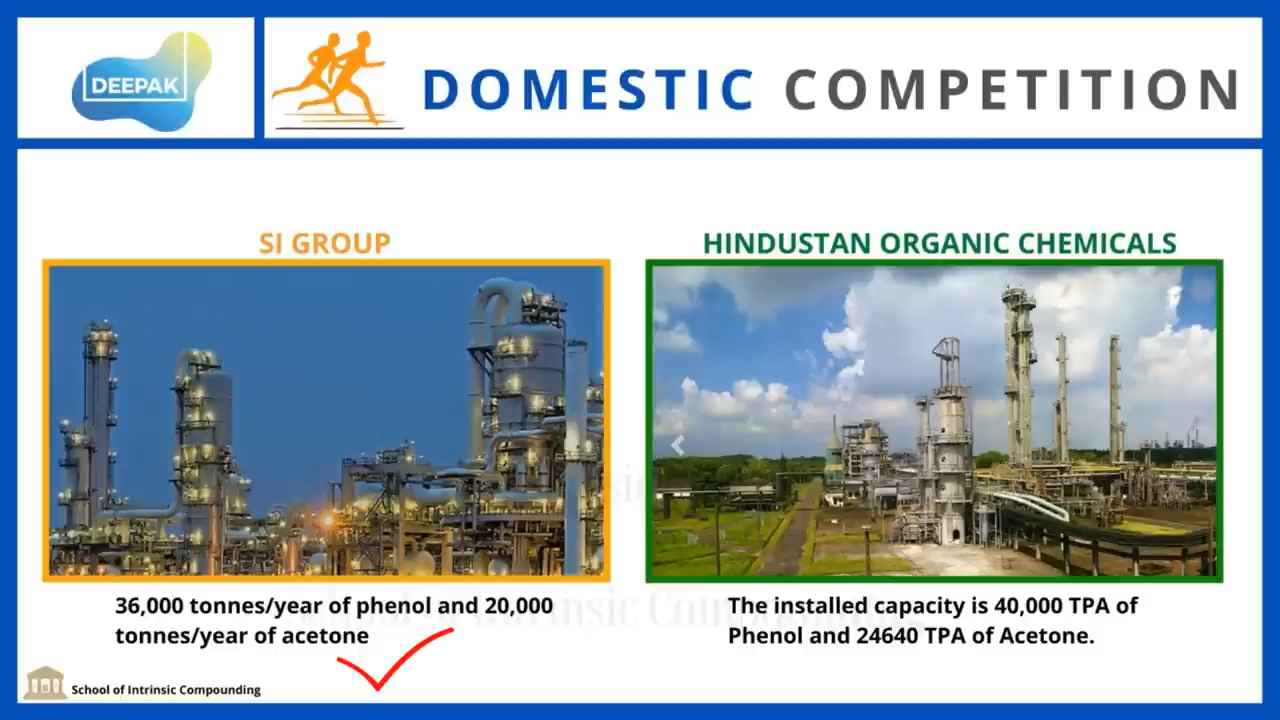 DEEPAK
DOMESTIC COMPETITION
SI GROUP
HINDUSTAN ORGANIC CHEMICALS
36,000 tonnes/year of phenol and 20,000
tonnes/year of acetone
The installed capacity is 40,000 TPA of
Phenol and 24640 TPA of Acetone.
School of Intrinsic Compounding